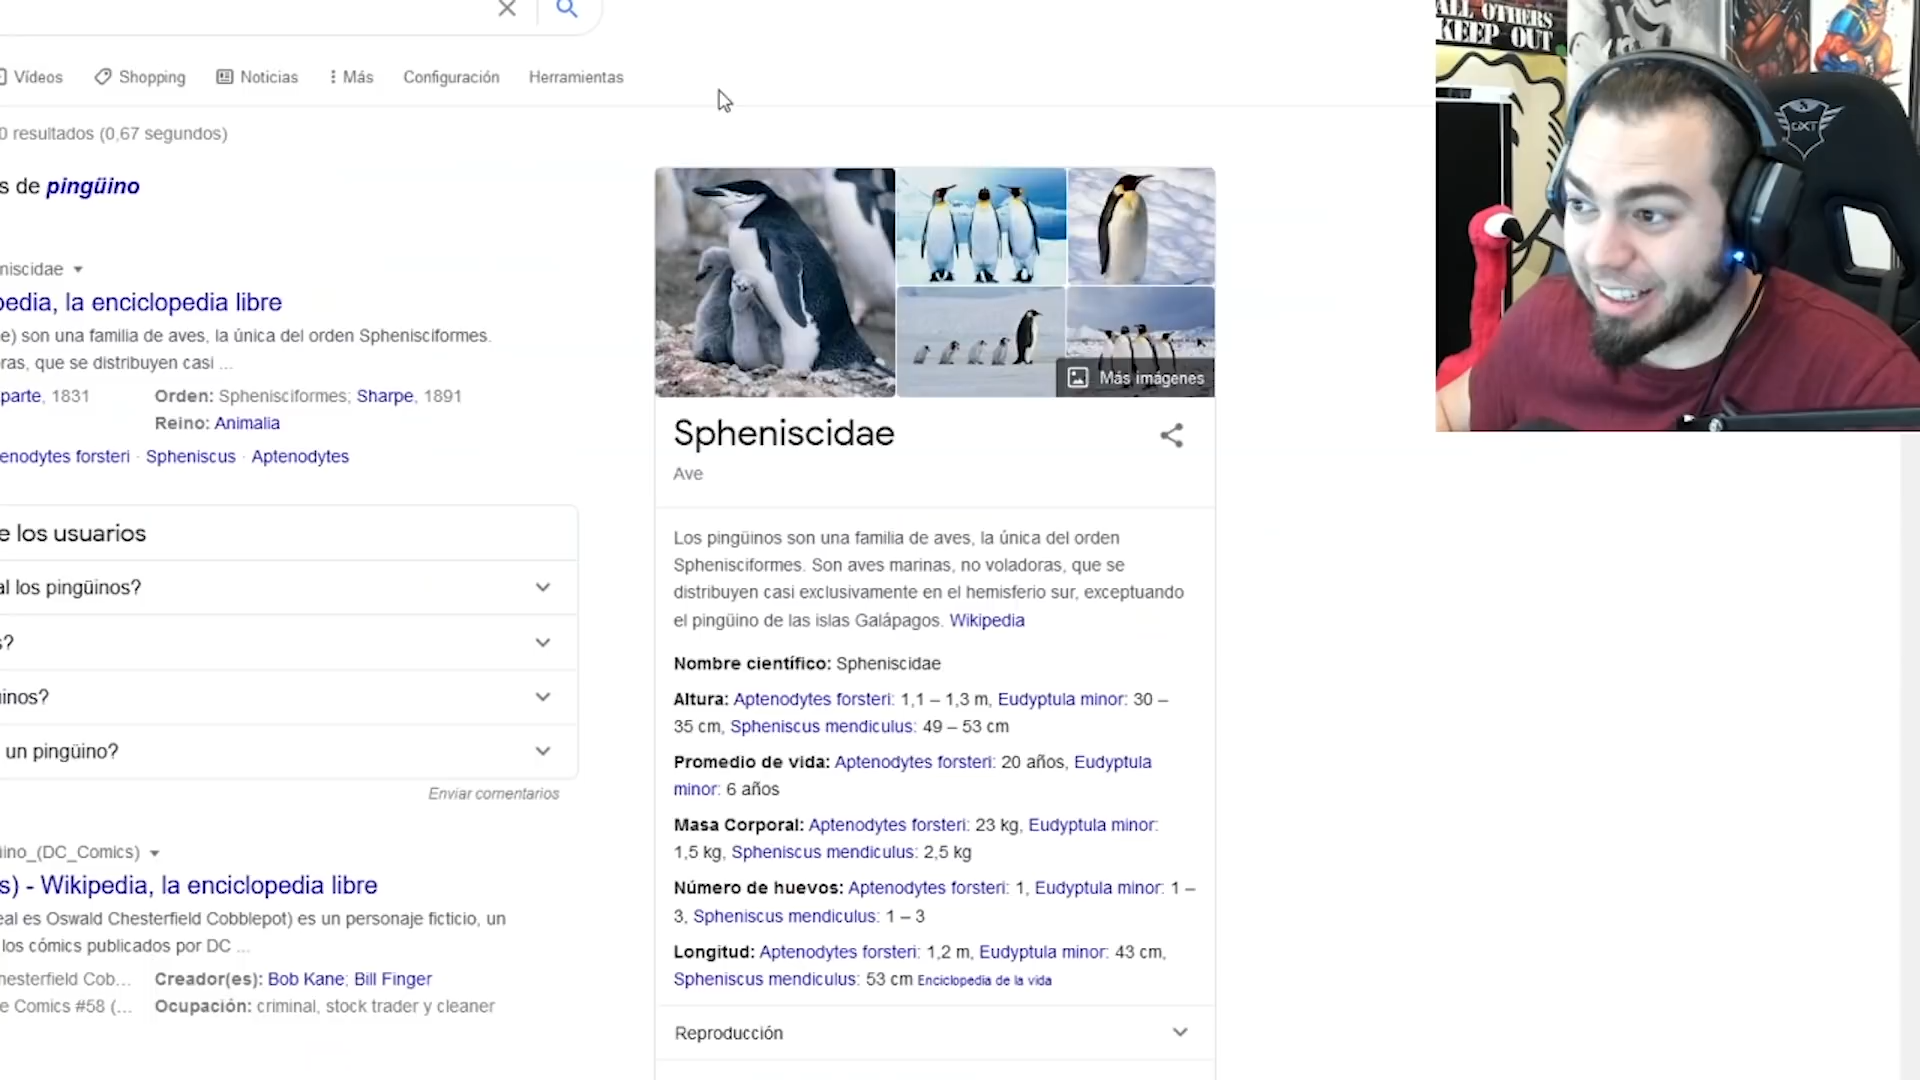 Vídeos
Shopping
Noticias
Más
Configuración
Herramientas
ALL OTHERS
KEEP OUT
GXT
0 resultados (0,67 segundos)
s de pingüino
niscidae
pedia, la enciclopedia libre
e) son una familia de aves, la única del orden Sphenisciformes.
ras, que se distribuyen casi ...
parte, 1831
Orden: Sphenisciformes; Sharpe, 1891
Reino: Animalia
enodytes forsteri · Spheniscus · Aptenodytes
e los usuarios
al los pingüinos?
s?
inos?
un pingüino?
Enviar comentarios
üino_(DC_Comics)
s) - Wikipedia, la enciclopedia libre
eal es Oswald Chesterfield Cobblepot) es un personaje ficticio, un
los cómics publicados por DC ...
hesterfield Cob...
Creador(es): Bob Kane; Bill Finger
e Comics #58 (...
Ocupación: criminal, stock trader y cleaner
Más imágenes
Spheniscidae
Ave
Los pingüinos son una familia de aves, la única del orden
Sphenisciformes. Son aves marinas, no voladoras, que se
distribuyen casi exclusivamente en el hemisferio sur, exceptuando
el pingüino de las islas Galápagos. Wikipedia
Nombre científico: Spheniscidae
Altura: Aptenodytes forsteri: 1,1 – 1,3 m, Eudyptula minor: 30 –
35 cm, Spheniscus mendiculus: 49 – 53 cm
Promedio de vida: Aptenodytes forsteri: 20 años, Eudyptula
minor: 6 años
Masa Corporal: Aptenodytes forsteri: 23 kg, Eudyptula minor:
1,5 kg, Spheniscus mendiculus: 2,5 kg
Número de huevos: Aptenodytes forsteri: 1, Eudyptula minor: 1 –
3, Spheniscus mendiculus: 1 – 3
Longitud: Aptenodytes forsteri: 1,2 m, Eudyptula minor: 43 cm,
Spheniscus mendiculus: 53 cm Enciclopedia de la vida
Reproducción